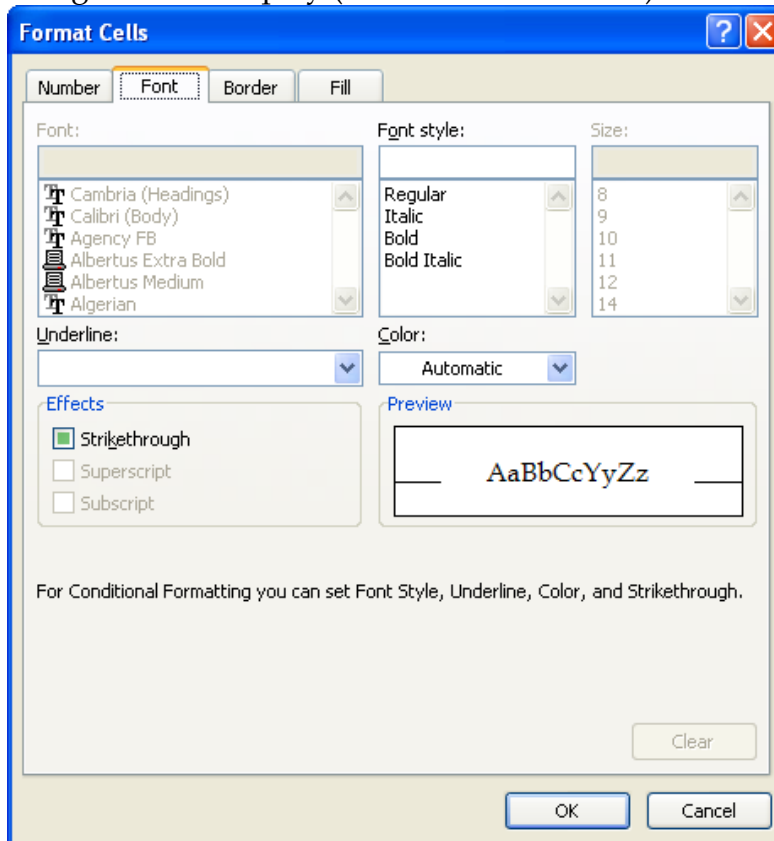 Format Cells
Number Font Border Fill
Font: Font style: Size:
Cambria (Headings) Regular 8
Calibri (Body) Italic 9
Agency FB Bold 10
Albertus Extra Bold Bold Italic 11
Albertus Medium 12
Algerian 14
Underline: Color:
Automatic
Effects Preview
Strikethrough
Superscript AaBbCcYyZz
Subscript
For Conditional Formatting you can set Font Style, Underline, Color, and Strikethrough.
Clear
OK Cancel